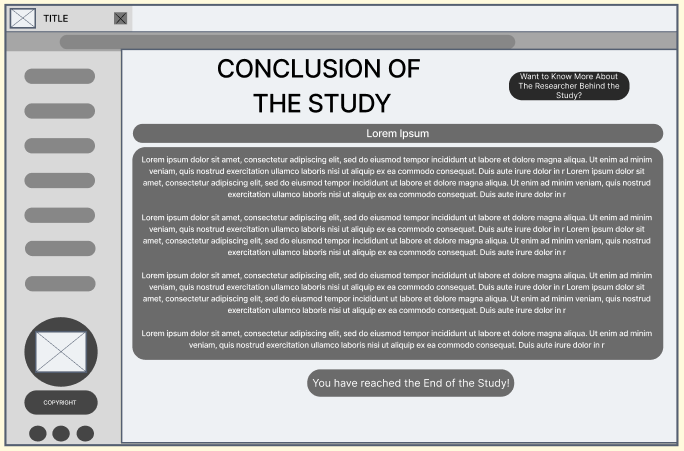 TITLE
CONCLUSION OF
THE STUDY
Want to Know More About
The Researcher Behind the
Study?
Lorem Ipsum
Lorem ipsum dolor sit amet, consectetur adipiscing elit, sed do eiusmod tempor incididunt ut labore et dolore magna aliqua. Ut enim ad minim
veniam, quis nostrud exercitation ullamco laboris nisi ut aliquip ex ea commodo consequat. Duis aute irure dolor in r Lorem ipsum dolor sit
amet, consectetur adipiscing elit, sed do eiusmod tempor incididunt ut labore et dolore magna aliqua. Ut enim ad minim veniam, quis nostrud
exercitation ullamco laboris nisi ut aliquip ex ea commodo consequat. Duis aute irure dolor in r
Lorem ipsum dolor sit amet, consectetur adipiscing elit, sed do eiusmod tempor incididunt ut labore et dolore magna aliqua. Ut enim ad minim
veniam, quis nostrud exercitation ullamco laboris nisi ut aliquip ex ea commodo consequat. Duis aute irure dolor in r Lorem ipsum dolor sit
amet, consectetur adipiscing elit, sed do eiusmod tempor incididunt ut labore et dolore magna aliqua. Ut enim ad minim veniam, quis nostrud
exercitation ullamco laboris nisi ut aliquip ex ea commodo consequat. Duis aute irure dolor in r
Lorem ipsum dolor sit amet, consectetur adipiscing elit, sed do eiusmod tempor incididunt ut labore et dolore magna aliqua. Ut enim ad minim
veniam, quis nostrud exercitation ullamco laboris nisi ut aliquip ex ea commodo consequat. Duis aute irure dolor in r Lorem ipsum dolor sit
amet, consectetur adipiscing elit, sed do eiusmod tempor incididunt ut labore et dolore magna aliqua. Ut enim ad minim veniam, quis nostrud
exercitation ullamco laboris nisi ut aliquip ex ea commodo consequat. Duis aute irure dolor in r
Lorem ipsum dolor sit amet, consectetur adipiscing elit, sed do eiusmod tempor incididunt ut labore et dolore magna aliqua. Ut enim ad minim
veniam, quis nostrud exercitation ullamco laboris nisi ut aliquip ex ea commodo consequat. Duis aute irure dolor in r
You have reached the End of the Study!
COPYRIGHT